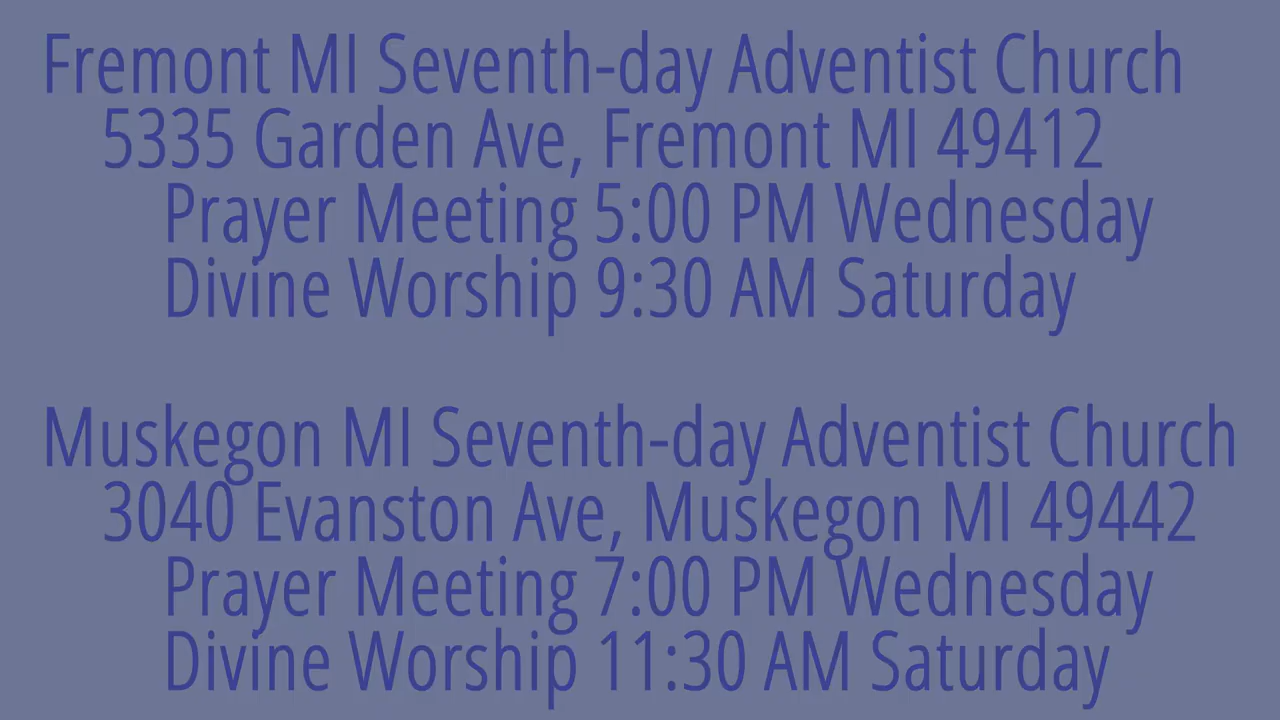 Fremont MI Seventh-day Adventist Church
5335 Garden Ave, Fremont MI 49412
Prayer Meeting 5:00 PM Wednesday
Divine Worship 9:30 AM Saturday
Muskegon MI Seventh-day Adventist Church
3040 Evanston Ave, Muskegon MI 49442
Prayer Meeting 7:00 PM Wednesday
Divine Worship 11:30 AM Saturday